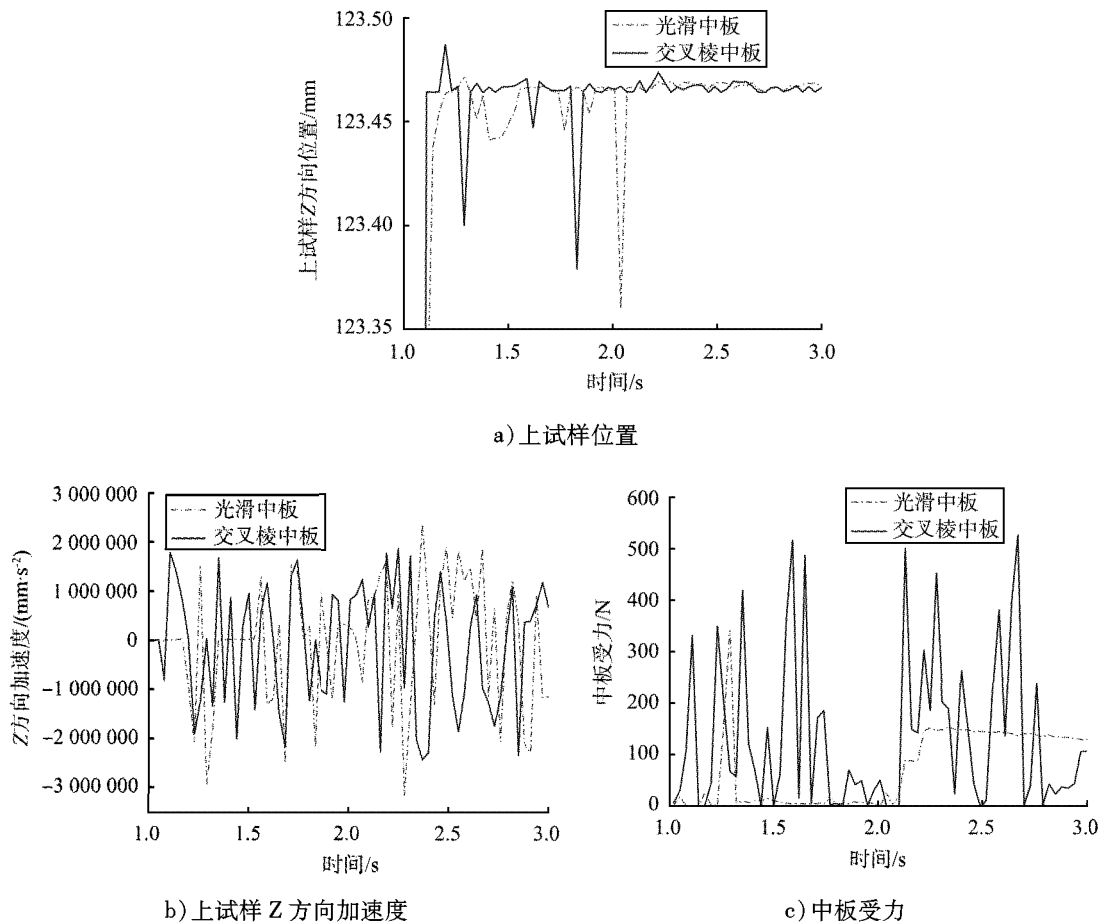 123.50
123.45
123.40
123.35
上试样Z方向位置/mm
光滑中板
交叉棱中板
1.0 1.5 2.0 2.5 3.0
时间/s
a)上试样位置
3 000 000
2 000 000
1 000 000
0
-1 000 000
-2 000 000
-3 000 000
Z方向加速度/(mm·s⁻²)
光滑中板
交叉棱中板
1.0 1.5 2.0 2.5 3.0
时间/s
b)上试样 Z 方向加速度
600
500
400
300
200
100
0
中板受力/N
光滑中板
交叉棱中板
1.0 1.5 2.0 2.5 3.0
时间/s
c)中板受力